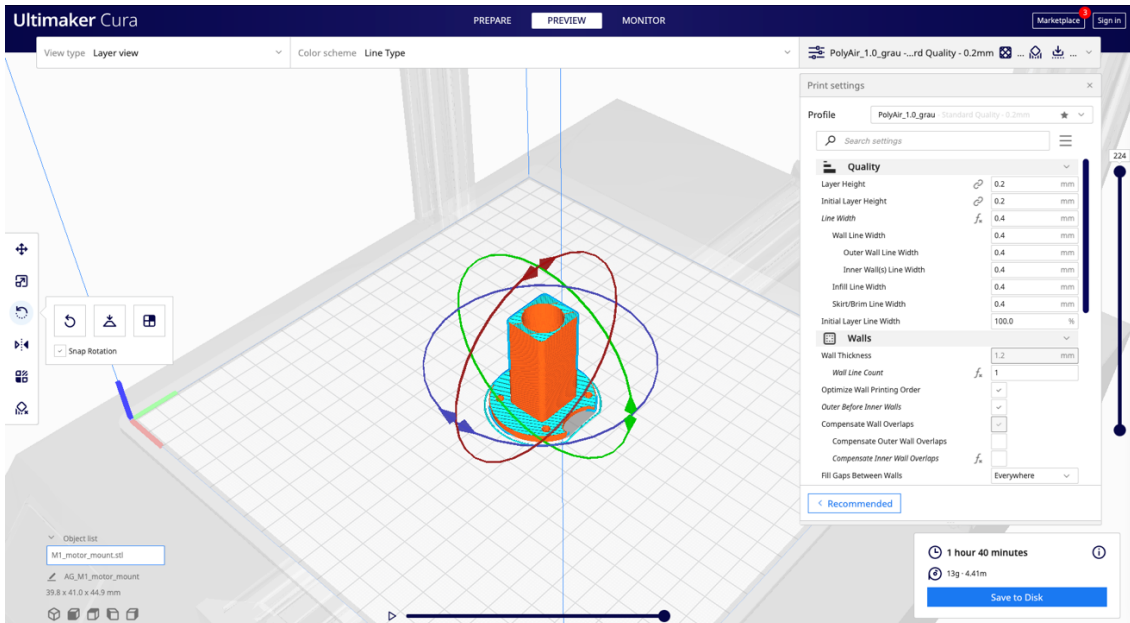 Ultimaker Cura
PREPARE
PREVIEW
MONITOR
Marketplace
3
Sign in
View type Layer view
Color scheme Line Type
PolyAir_1.0_grau -...rd Quality - 0.2mm ... ...
Print settings
Profile
PolyAir_1.0_grau - Standard Quality - 0.2mm
Search settings
224
Quality
Layer Height 0.2 mm
Initial Layer Height 0.2 mm
Line Width 0.4 mm
Wall Line Width 0.4 mm
Outer Wall Line Width 0.4 mm
Inner Wall(s) Line Width 0.4 mm
Infill Line Width 0.4 mm
Skirt/Brim Line Width 0.4 mm
Initial Layer Line Width 100.0 %
Walls
Wall Thickness 1.2 mm
Wall Line Count 1
Optimize Wall Printing Order
Outer Before Inner Walls
Compensate Wall Overlaps
Compensate Outer Wall Overlaps
Compensate Inner Wall Overlaps
Fill Gaps Between Walls Everywhere
Recommended
Snap Rotation
Object list
M1_motor_mount.stl
AG_M1_motor_mount
39.8 x 41.0 x 44.9 mm
1 hour 40 minutes
13g · 4.41m
Save to Disk